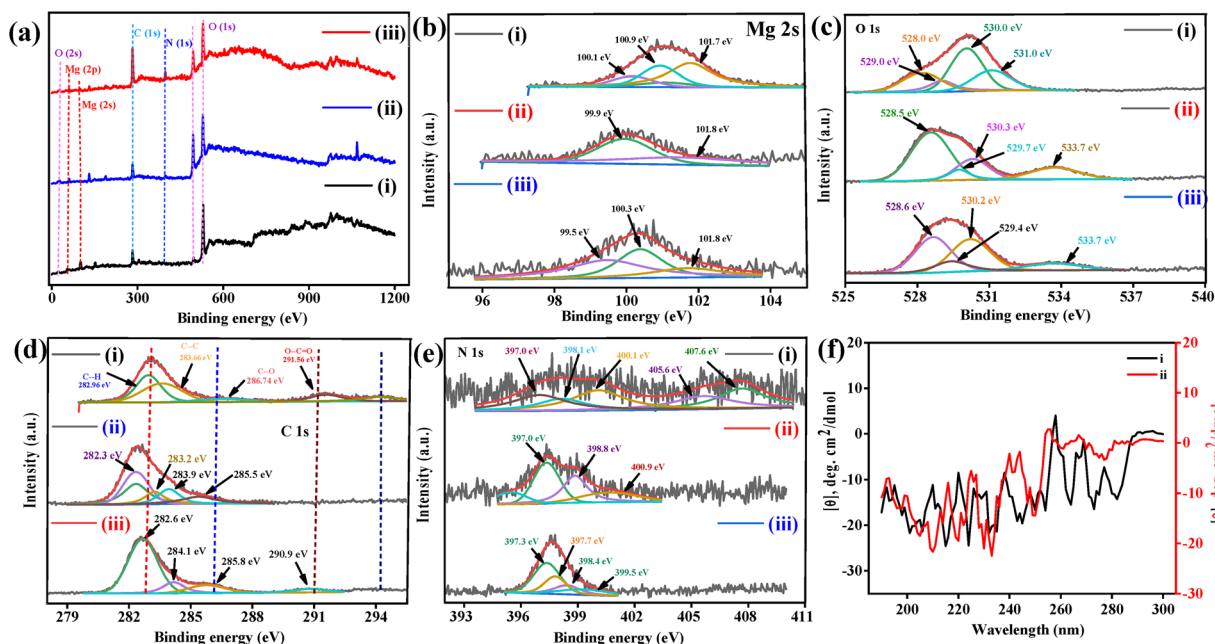 (a)
O (2s)
Mg (2p)
Mg (2s)
C (1s)
N (1s)
O (1s)
(iii)
(ii)
(i)
0 300 600 900 1200
Binding energy (eV)
Intensity (a.u.)
(b)
(i)
Mg 2s
100.1 eV
100.9 eV
101.7 eV
(ii)
99.9 eV
101.8 eV
(iii)
99.5 eV
100.3 eV
101.8 eV
96 98 100 102 104
Binding energy (eV)
Intensity (a.u.)
(c)
O 1s
(i)
528.0 eV
529.0 eV
530.0 eV
531.0 eV
(ii)
528.5 eV
530.3 eV
529.7 eV
533.7 eV
(iii)
528.6 eV
530.2 eV
529.4 eV
533.7 eV
525 528 531 534 537 540
Binding energy (eV)
Intensity (a.u.)
(d)
(i)
C–H
282.96 eV
C–C
283.66 eV
C–O
286.74 eV
O–C=O
291.56 eV
(ii)
C 1s
282.3 eV
283.2 eV
283.9 eV
285.5 eV
(iii)
282.6 eV
284.1 eV
285.8 eV
290.9 eV
279 282 285 288 291 294
Binding energy (eV)
Intensity (a.u.)
(e)
N 1s
(i)
397.0 eV
398.1 eV
400.1 eV
405.6 eV
407.6 eV
(ii)
397.0 eV
398.8 eV
400.9 eV
(iii)
397.3 eV
397.7 eV
398.4 eV
399.5 eV
393 396 399 402 405 408 411
Binding energy (eV)
Intensity (a.u.)
(f)
i
ii
20
10
0
-10
-20
-30
[θ], deg, cm²/dmol
20
15
10
5
0
-5
-10
-15
-20
-25
-30
200 220 240 260 280 300
Wavelength (nm)